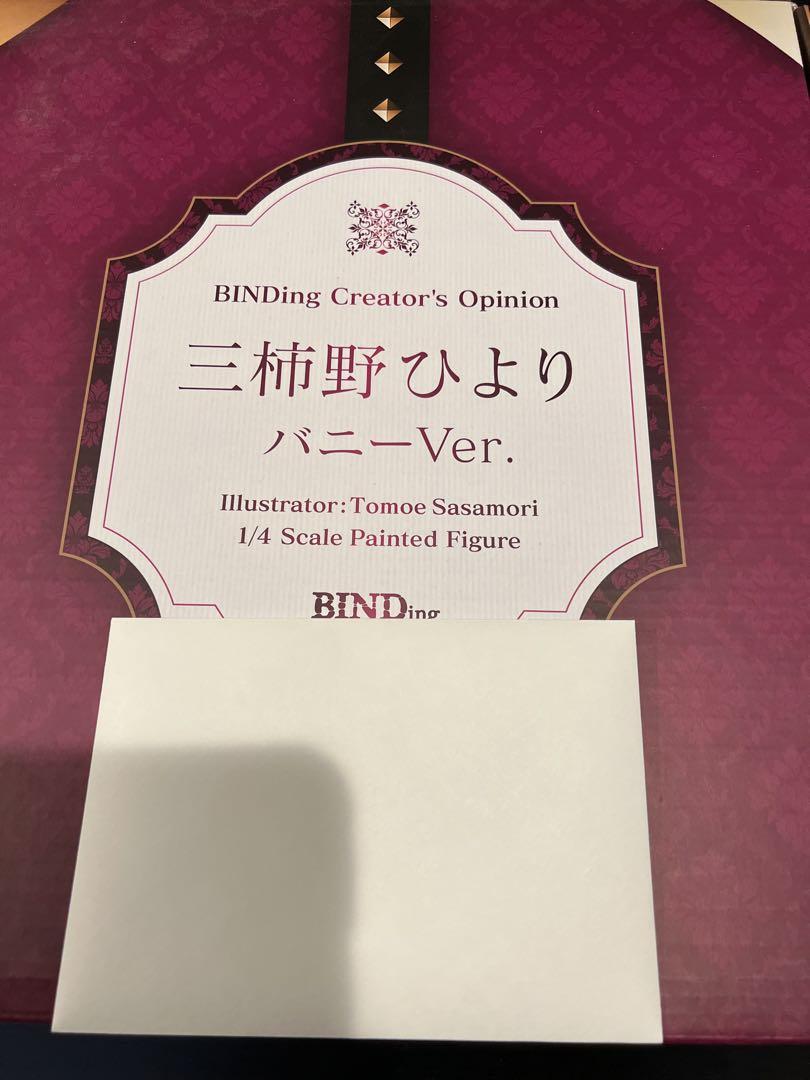 BINDing Creator's Opinion
三柿野 ひより
バニーVer.
Illustrator:Tomoe Sasamori
1/4 Scale Painted Figure
BINDing